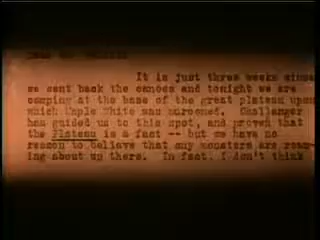 It is just three weeks since
we sent back the canoes and tonight we are
camping at the base of the great plateau upon
which Maple White was marooned. Challenger
has guided us to this spot, and proven that
the Plateau is a fact -- but we have no
reason to believe that any monsters are roam-
ing about up there. In fact, I don't think